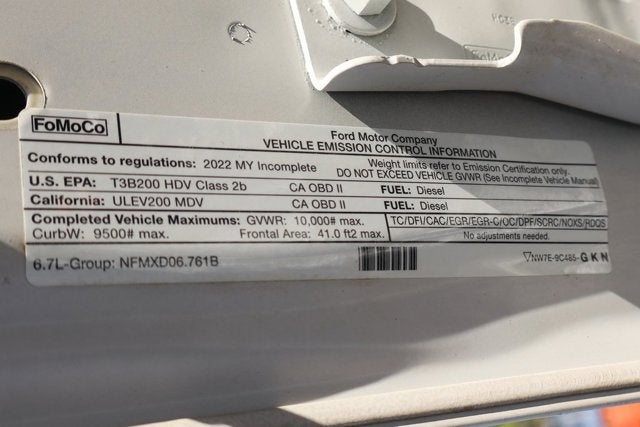 FoMoCo
Ford Motor Company
VEHICLE EMISSION CONTROL INFORMATION
Conforms to regulations: 2022 MY Incomplete
Weight limits refer to Emission Certification only.
DO NOT EXCEED VEHICLE GVWR (See Incomplete Vehicle Manual)
U.S. EPA: T3B200 HDV Class 2b CA OBD II FUEL: Diesel
California: ULEV200 MDV CA OBD II FUEL: Diesel
Completed Vehicle Maximums: GVWR: 10,000# max.
CurbW: 9500# max. Frontal Area: 41.0 ft2 max.
TC/DFI/CAC/EGR/EGR-C/OC/DPF/SCRC/NOXS/RDQS
No adjustments needed.
6.7L-Group: NFMXD06.761B
NW7E-9C485-GKN